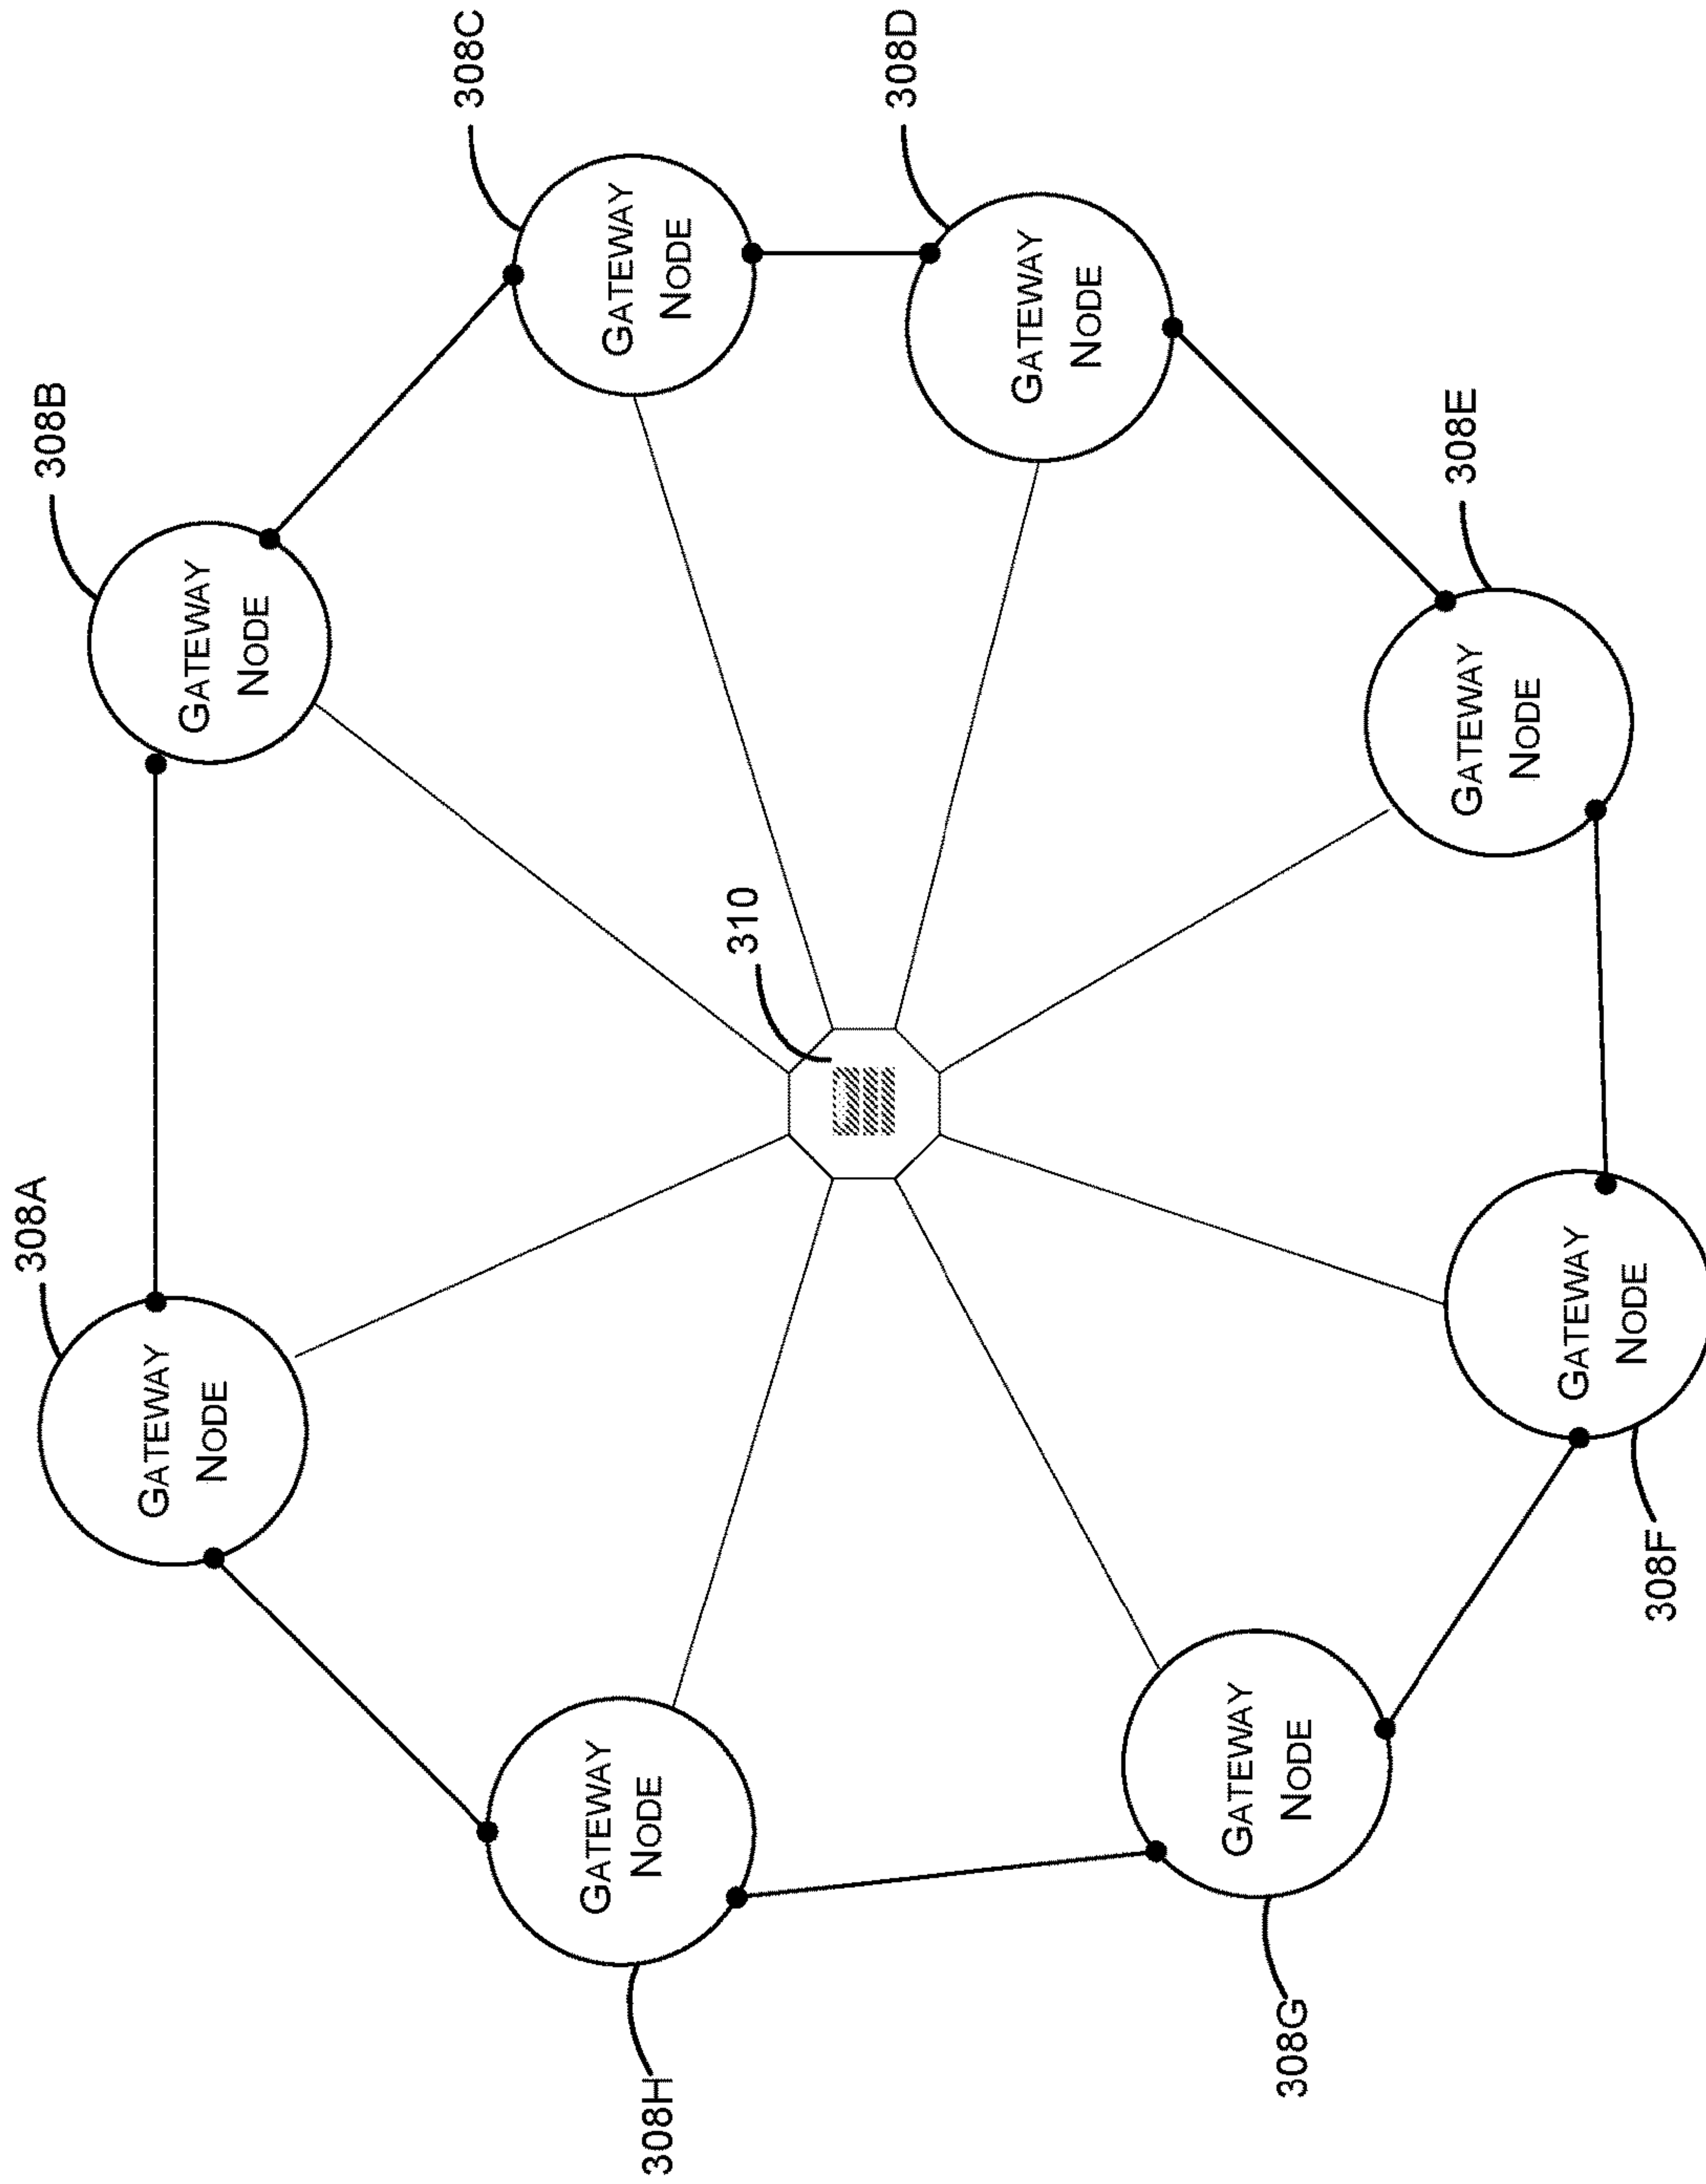 308A
GATEWAY
NODE
308B
GATEWAY
NODE
308C
GATEWAY
NODE
308D
GATEWAY
NODE
308E
GATEWAY
NODE
308F
GATEWAY
NODE
308G
GATEWAY
NODE
308H
GATEWAY
NODE
310